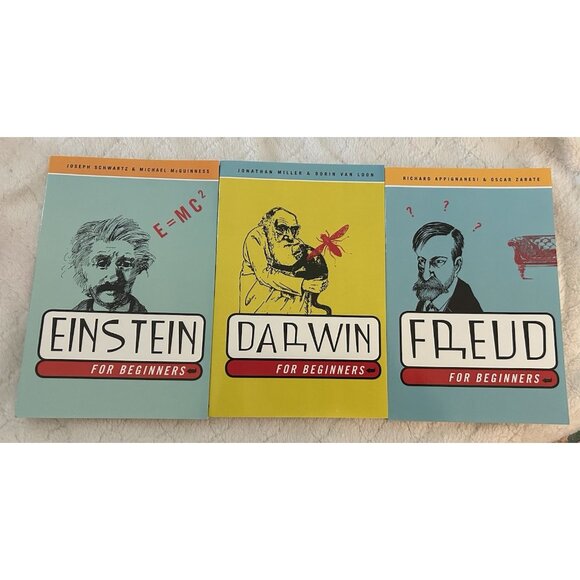 JOSEPH SCHWARTZ & MICHAEL McGUINNESS
E=MC²
EINSTEIN
FOR BEGINNERS
JONATHAN MILLER & BORIN VAN LOON
DARWIN
FOR BEGINNERS
RICHARD APPIGNANESI & OSCAR ZARATE
? ? ?
FREUD
FOR BEGINNERS